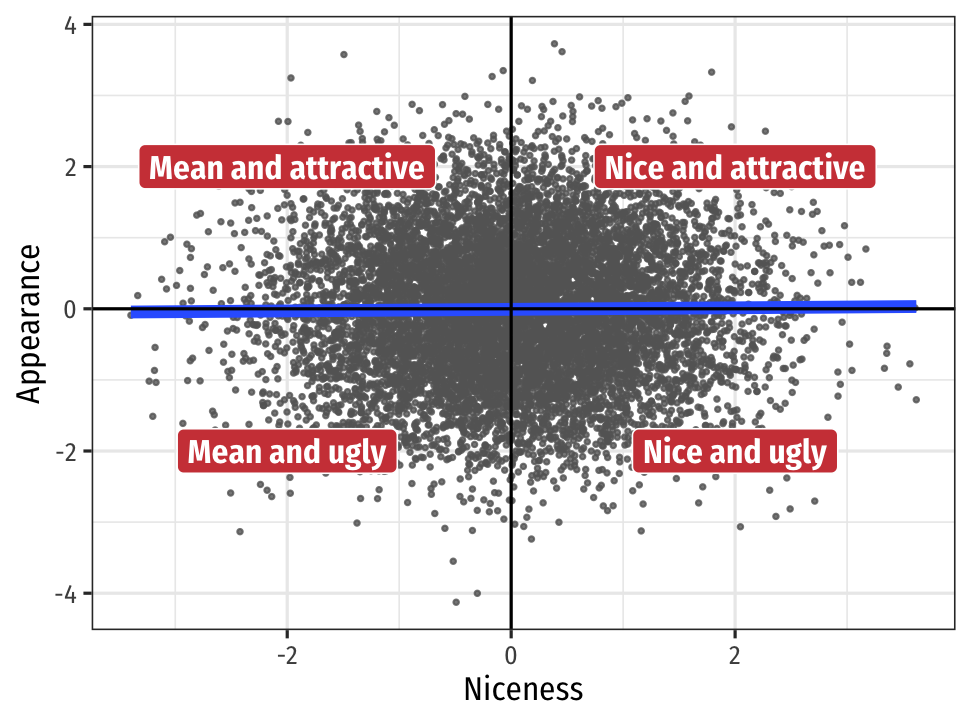 4
Mean and attractive
Nice and attractive
2
Appearance
0
Mean and ugly
Nice and ugly
-2
-4
-2
0
2
Niceness